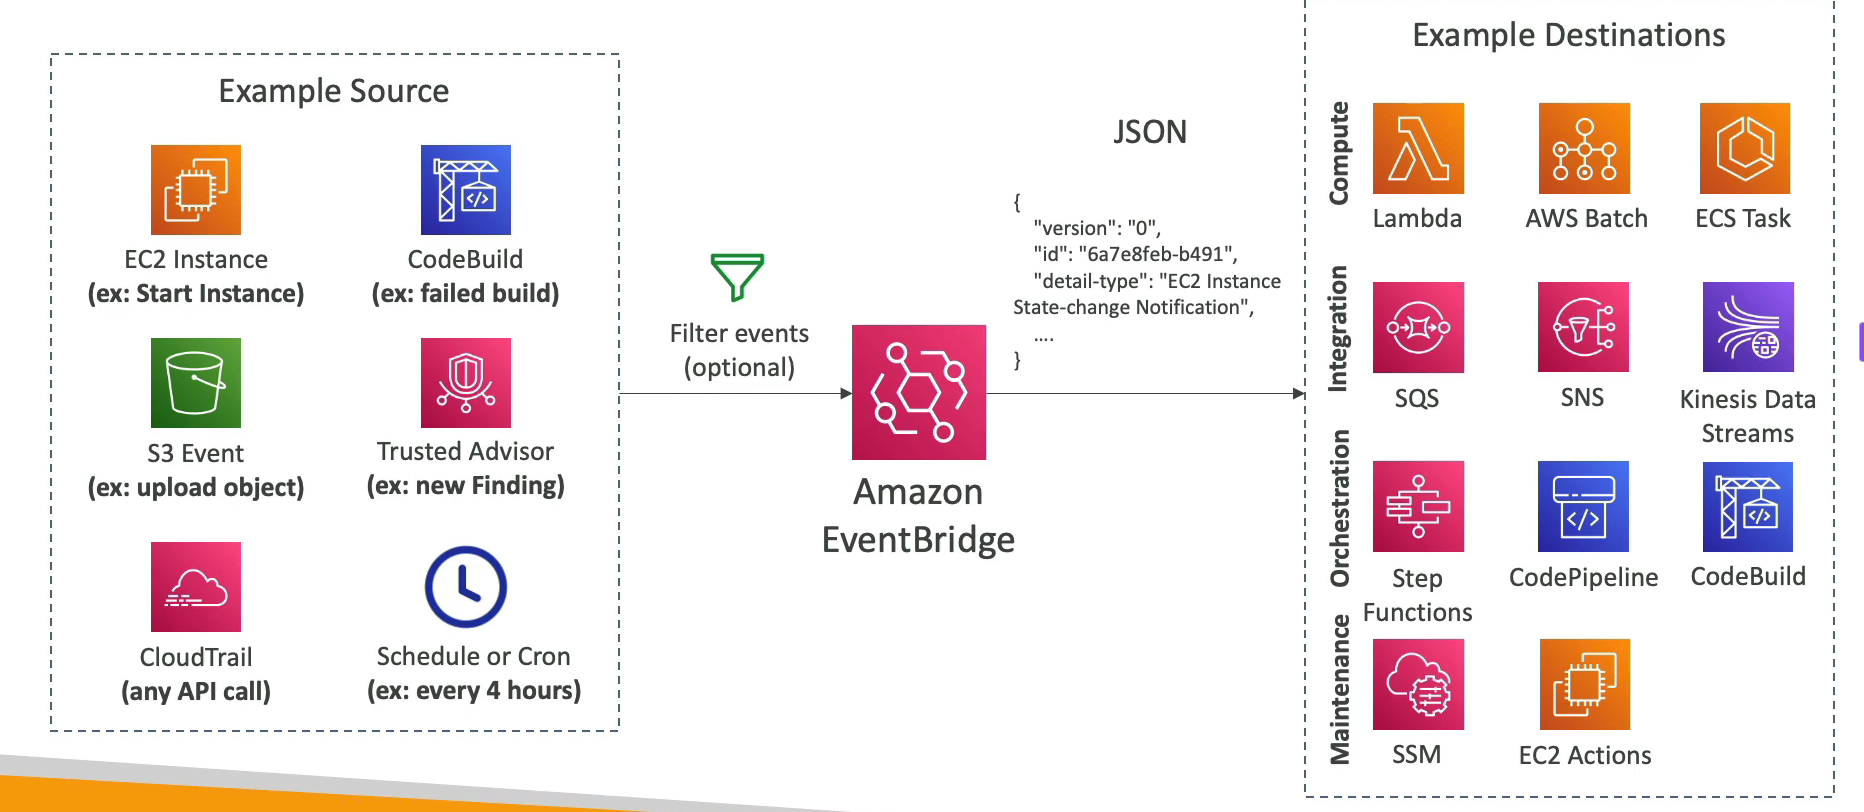 Example Source
EC2 Instance
(ex: Start Instance)
CodeBuild
(ex: failed build)
S3 Event
(ex: upload object)
Trusted Advisor
(ex: new Finding)
CloudTrail
(any API call)
Schedule or Cron
(ex: every 4 hours)
Filter events
(optional)
Amazon
EventBridge
JSON
{
"version": "0",
"id": "6a7e8feb-b491",
"detail-type": "EC2 Instance
State-change Notification",
....
}
Example Destinations
Compute
Lambda
AWS Batch
ECS Task
Integration
SQS
SNS
Kinesis Data
Streams
Orchestration
Step
Functions
CodePipeline
CodeBuild
Maintenance
SSM
EC2 Actions